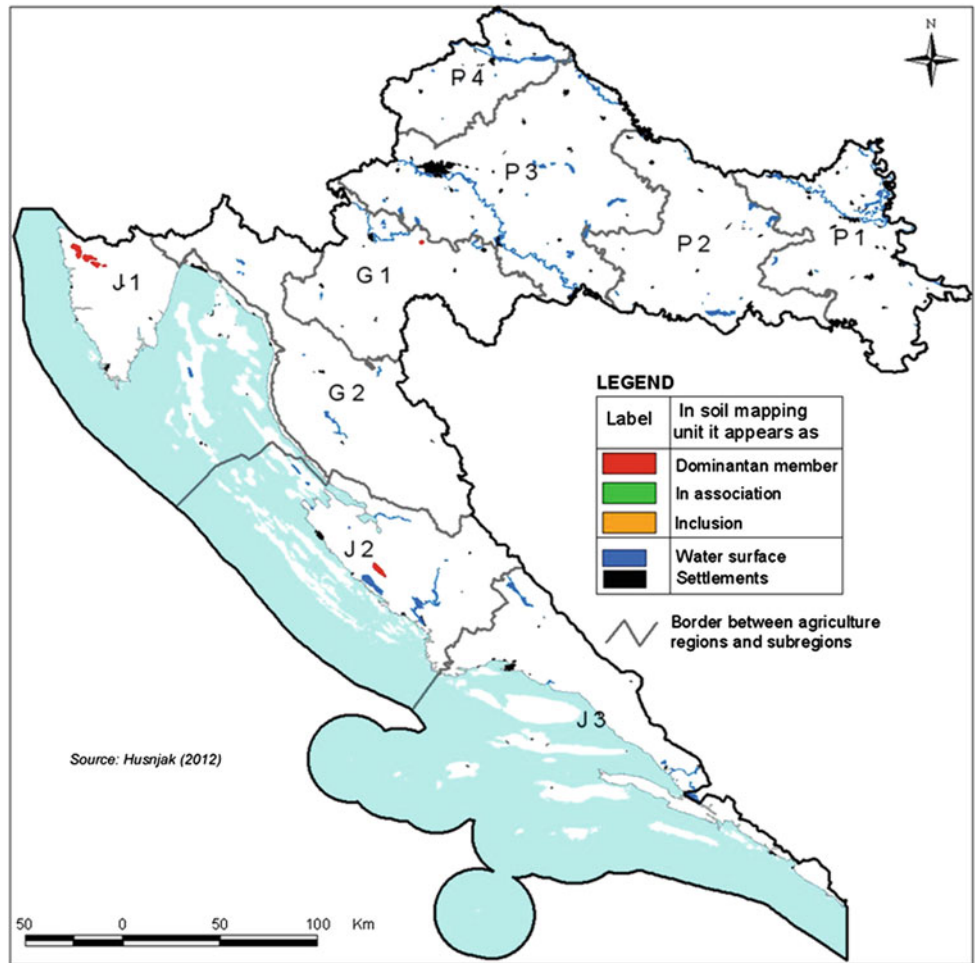 N
P 4
P 3
P 2
P 1
J 1
G 1
G 2
J 2
J 3
LEGEND
Label
In soil mapping
unit it appears as
Dominantan member
In association
Inclusion
Water surface
Settlements
Border between agriculture
regions and subregions
Source: Husnjak (2012)
50 0 50 100 Km